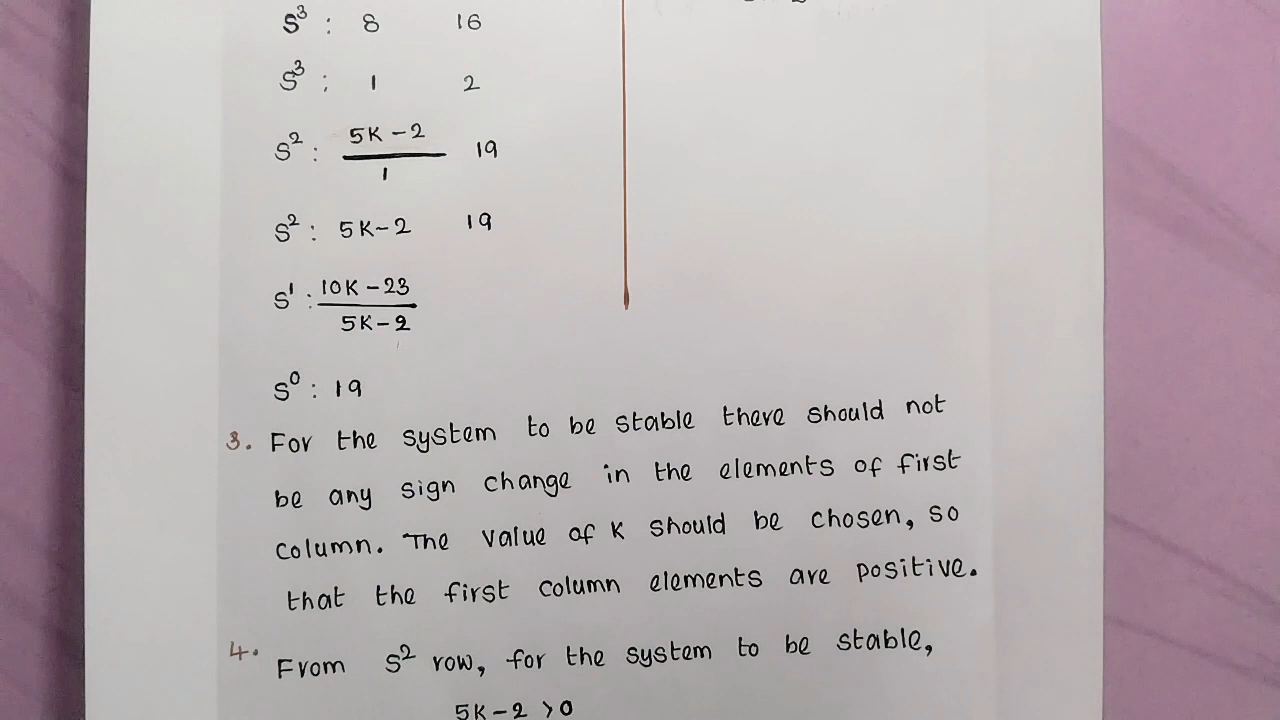 S³ : 8 16
S³ : 1 2
S² : 5K-2 / 1 19
S² : 5K-2 19
S¹ : 10K-23 / 5K-2
S⁰ : 19
3. For the system to be stable there should not
be any sign change in the elements of first
column. The value of K should be chosen, so
that the first column elements are positive.
4. From S² row, for the system to be stable,
5K-2 >0